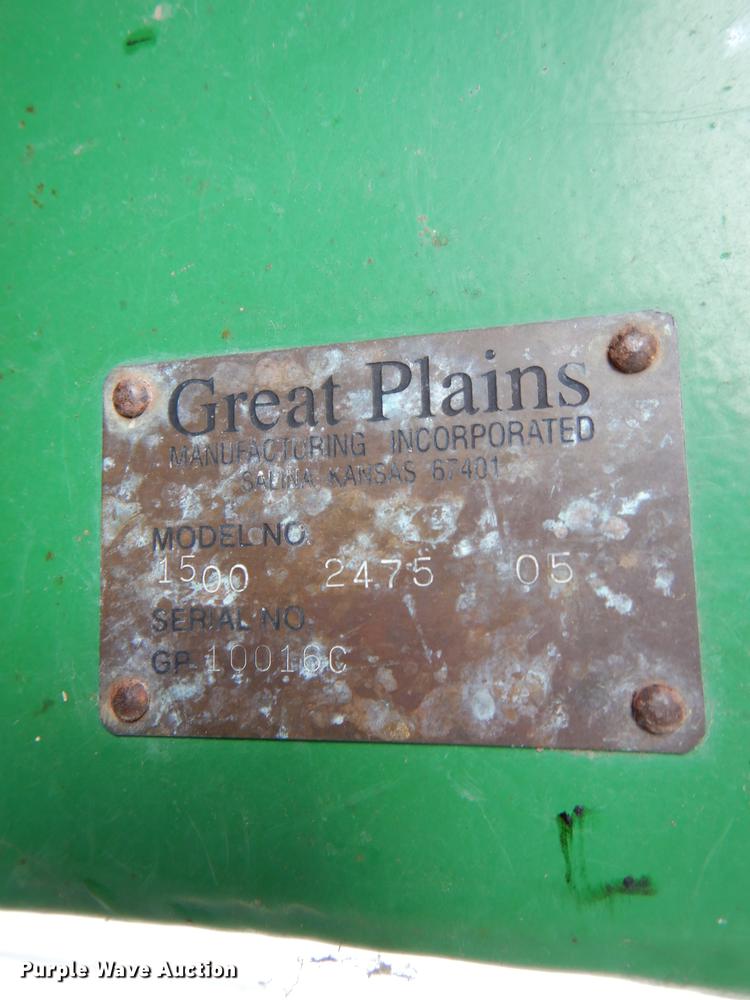 Great Plains
MANUFACTURING INCORPORATED
SALINA KANSAS 67401
MODEL NO.
1500 2475 05
SERIAL NO.
GP- 10016C
Purple Wave Auction